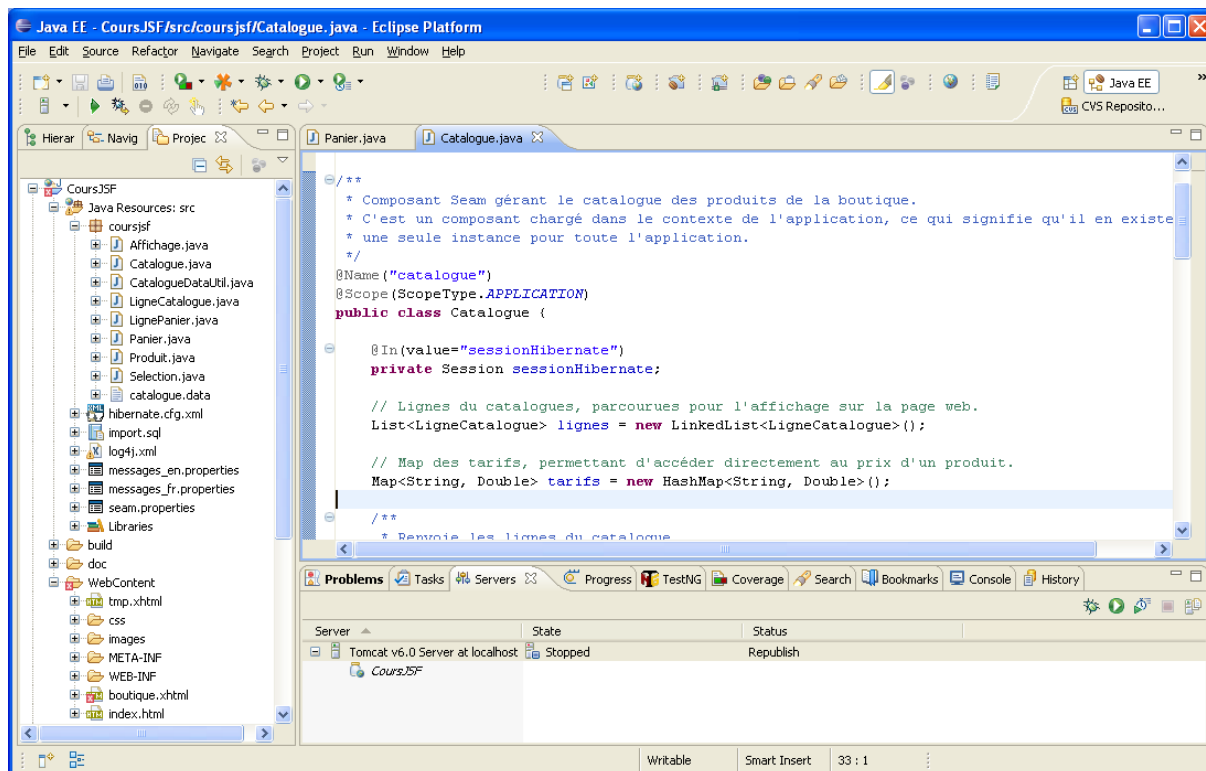 Java EE - CoursJSF/src/coursjsf/Catalogue.java - Eclipse Platform
File Edit Source Refactor Navigate Search Project Run Window Help
Java EE
CVS Reposito...
Hierar Navig Projec
Panier.java Catalogue.java
CoursJSF
Java Resources: src
coursjsf
Affichage.java
Catalogue.java
CatalogueDataUtil.java
LigneCatalogue.java
LignePanier.java
Panier.java
Produit.java
Selection.java
catalogue.data
hibernate.cfg.xml
import.sql
log4j.xml
messages_en.properties
messages_fr.properties
seam.properties
Libraries
build
doc
WebContent
tmp.xhtml
css
images
META-INF
WEB-INF
boutique.xhtml
index.html
/**
* Composant Seam gérant le catalogue des produits de la boutique.
* C'est un composant chargé dans le contexte de l'application, ce qui signifie qu'il en existe
* une seule instance pour toute l'application.
*/
@Name("catalogue")
@Scope(ScopeType.APPLICATION)
public class Catalogue {
@In(value="sessionHibernate")
private Session sessionHibernate;
// Lignes du catalogues, parcourues pour l'affichage sur la page web.
List<LigneCatalogue> lignes = new LinkedList<LigneCatalogue>();
// Map des tarifs, permettant d'accéder directement au prix d'un produit.
Map<String, Double> tarifs = new HashMap<String, Double>();
/**
* Renvoie les lignes du catalogue
Problems Tasks Servers Progress TestNG Coverage Search Bookmarks Console History
Server State Status
Tomcat v6.0 Server at localhost Stopped Republish
CoursJSF
Writable Smart Insert 33 : 1